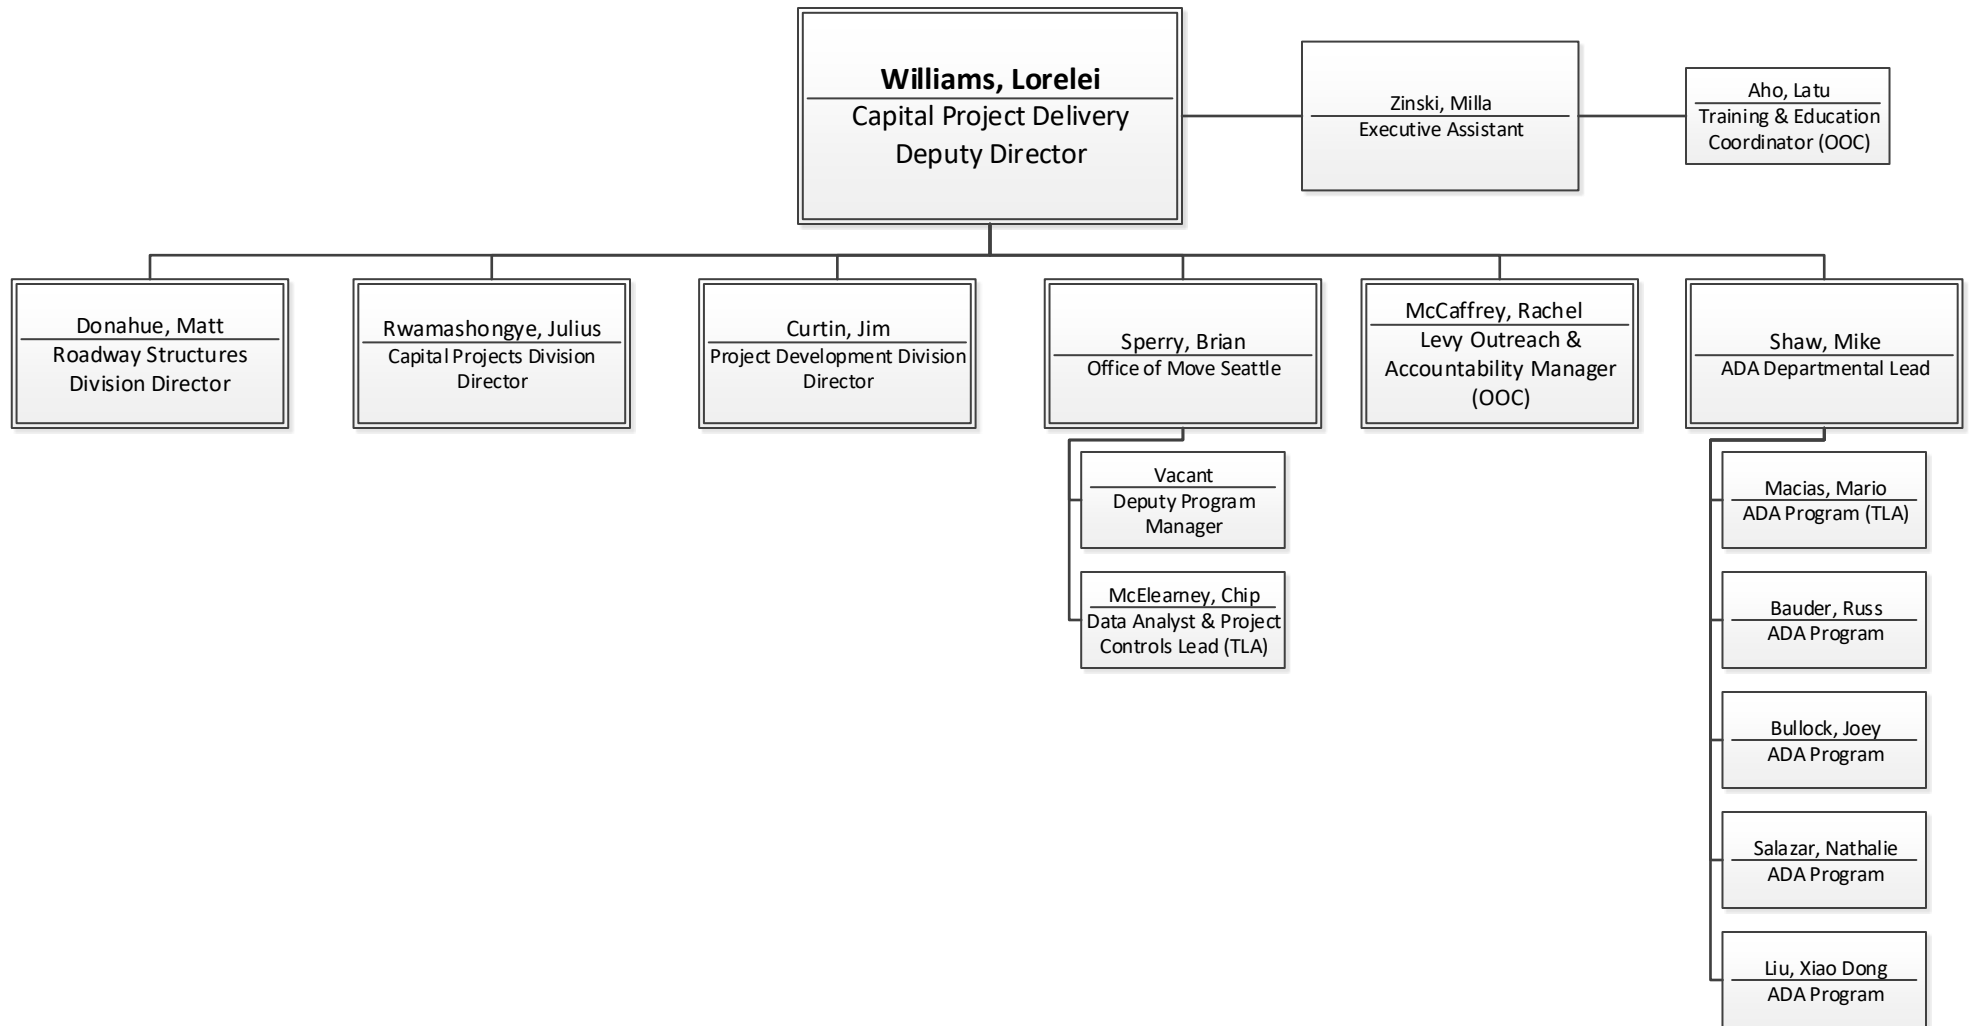 Williams, Lorelei
Capital Project Delivery
Deputy Director
Zinski, Milla
Executive Assistant
Aho, Latu
Training & Education
Coordinator (OOC)
Donahue, Matt
Roadway Structures
Division Director
Rwamashongye, Julius
Capital Projects Division
Director
Curtin, Jim
Project Development Division
Director
Sperry, Brian
Office of Move Seattle
McCaffrey, Rachel
Levy Outreach &
Accountability Manager
(OOC)
Shaw, Mike
ADA Departmental Lead
Vacant
Deputy Program
Manager
McElearney, Chip
Data Analyst & Project
Controls Lead (TLA)
Macias, Mario
ADA Program (TLA)
Bauder, Russ
ADA Program
Bullock, Joey
ADA Program
Salazar, Nathalie
ADA Program
Liu, Xiao Dong
ADA Program